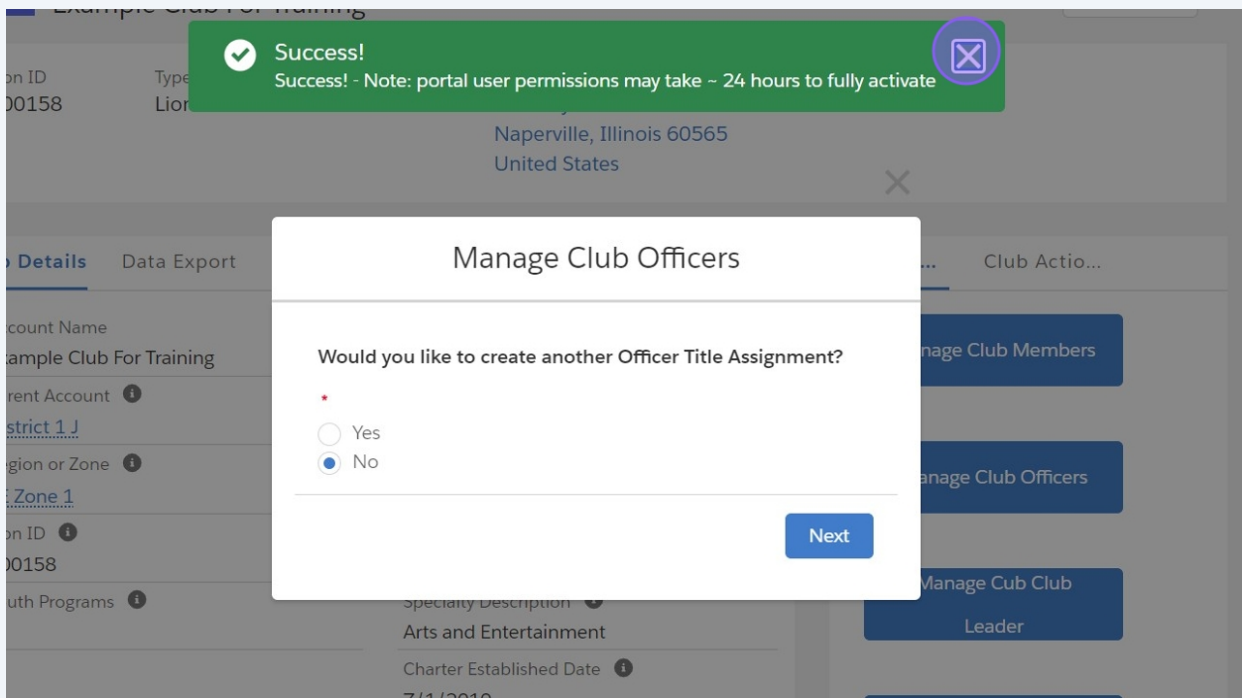 Example Club For Training
Success!
Success! - Note: portal user permissions may take ~ 24 hours to fully activate
on ID
Type
00158
Lion
Naperville, Illinois 60565
United States
Manage Club Officers
Would you like to create another Officer Title Assignment?
*
Yes
No
Next
Details
Data Export
...
Club Actio...
ccount Name
xample Club For Training
rent Account
strict 1 J
egion or Zone
Zone 1
on ID
00158
uth Programs
Specialty Description
Arts and Entertainment
Charter Established Date
7/1/2019
nage Club Members
anage Club Officers
Manage Cub Club
Leader